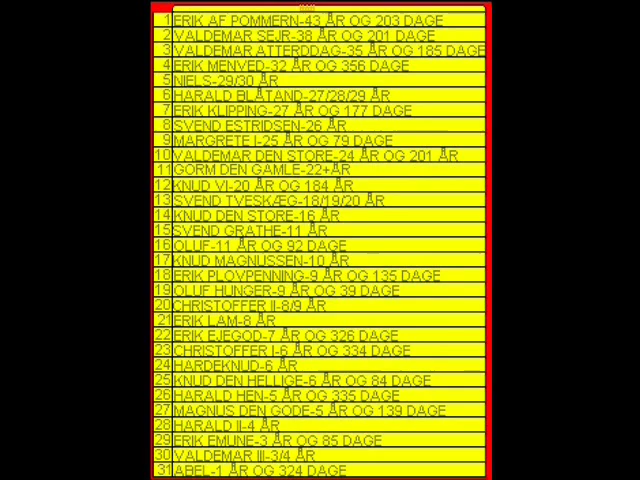 1 ERIK AF POMMERN-43 ÅR OG 203 DAGE
2 VALDEMAR SEJR-38 ÅR OG 201 DAGE
3 VALDEMAR ATTERDDAG-35 ÅR OG 185 DAGE
4 ERIK MENVED-32 ÅR OG 356 DAGE
5 NIELS-29/30 ÅR
6 HARALD BLÅTAND-27/28/29 ÅR
7 ERIK KLIPPING-27 ÅR OG 177 DAGE
8 SVEND ESTRIDSEN-26 ÅR
9 MARGRETE I-25 ÅR OG 79 DAGE
10 VALDEMAR DEN STORE-24 ÅR OG 201 ÅR
11 GORM DEN GAMLE-22+ÅR
12 KNUD VI-20 ÅR OG 184 ÅR
13 SVEND TVESKÆG-18/19/20 ÅR
14 KNUD DEN STORE-16 ÅR
15 SVEND GRATHE-11 ÅR
16 OLUF-11 ÅR OG 92 DAGE
17 KNUD MAGNUSSEN-10 ÅR
18 ERIK PLOVPENNING-9 ÅR OG 135 DAGE
19 OLUF HUNGER-9 ÅR OG 39 DAGE
20 CHRISTOFFER II-8/9 ÅR
21 ERIK LAM-8 ÅR
22 ERIK EJEGOD-7 ÅR OG 326 DAGE
23 CHRISTOFFER I-6 ÅR OG 334 DAGE
24 HARDEKNUD-6 ÅR
25 KNUD DEN HELLIGE-6 ÅR OG 84 DAGE
26 HARALD HEN-5 ÅR OG 335 DAGE
27 MAGNUS DEN GODE-5 ÅR OG 139 DAGE
28 HARALD II-4 ÅR
29 ERIK EMUNE-3 ÅR OG 85 DAGE
30 VALDEMAR III-3/4 ÅR
31 ABEL-1 ÅR OG 324 DAGE